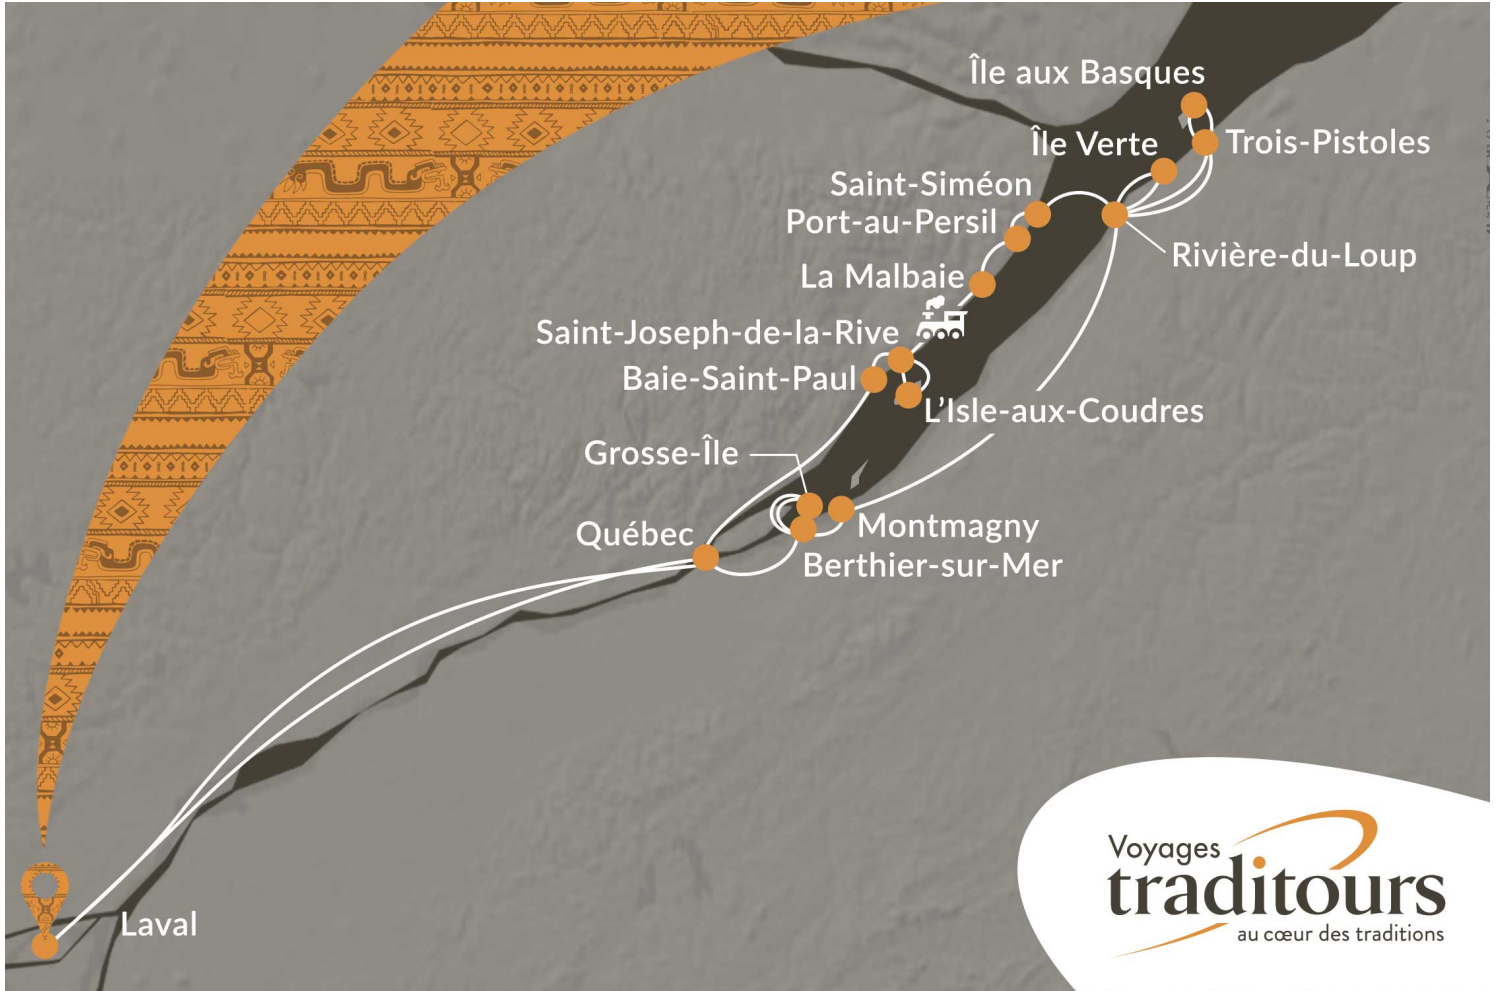 Île aux Basques
Trois-Pistoles
Île Verte
Saint-Siméon
Port-au-Persil
Rivière-du-Loup
La Malbaie
Saint-Joseph-de-la-Rive
Baie-Saint-Paul
L'Isle-aux-Coudres
Grosse-Île
Québec
Montmagny
Berthier-sur-Mer
Laval
Voyages
traditours
au cœur des traditions